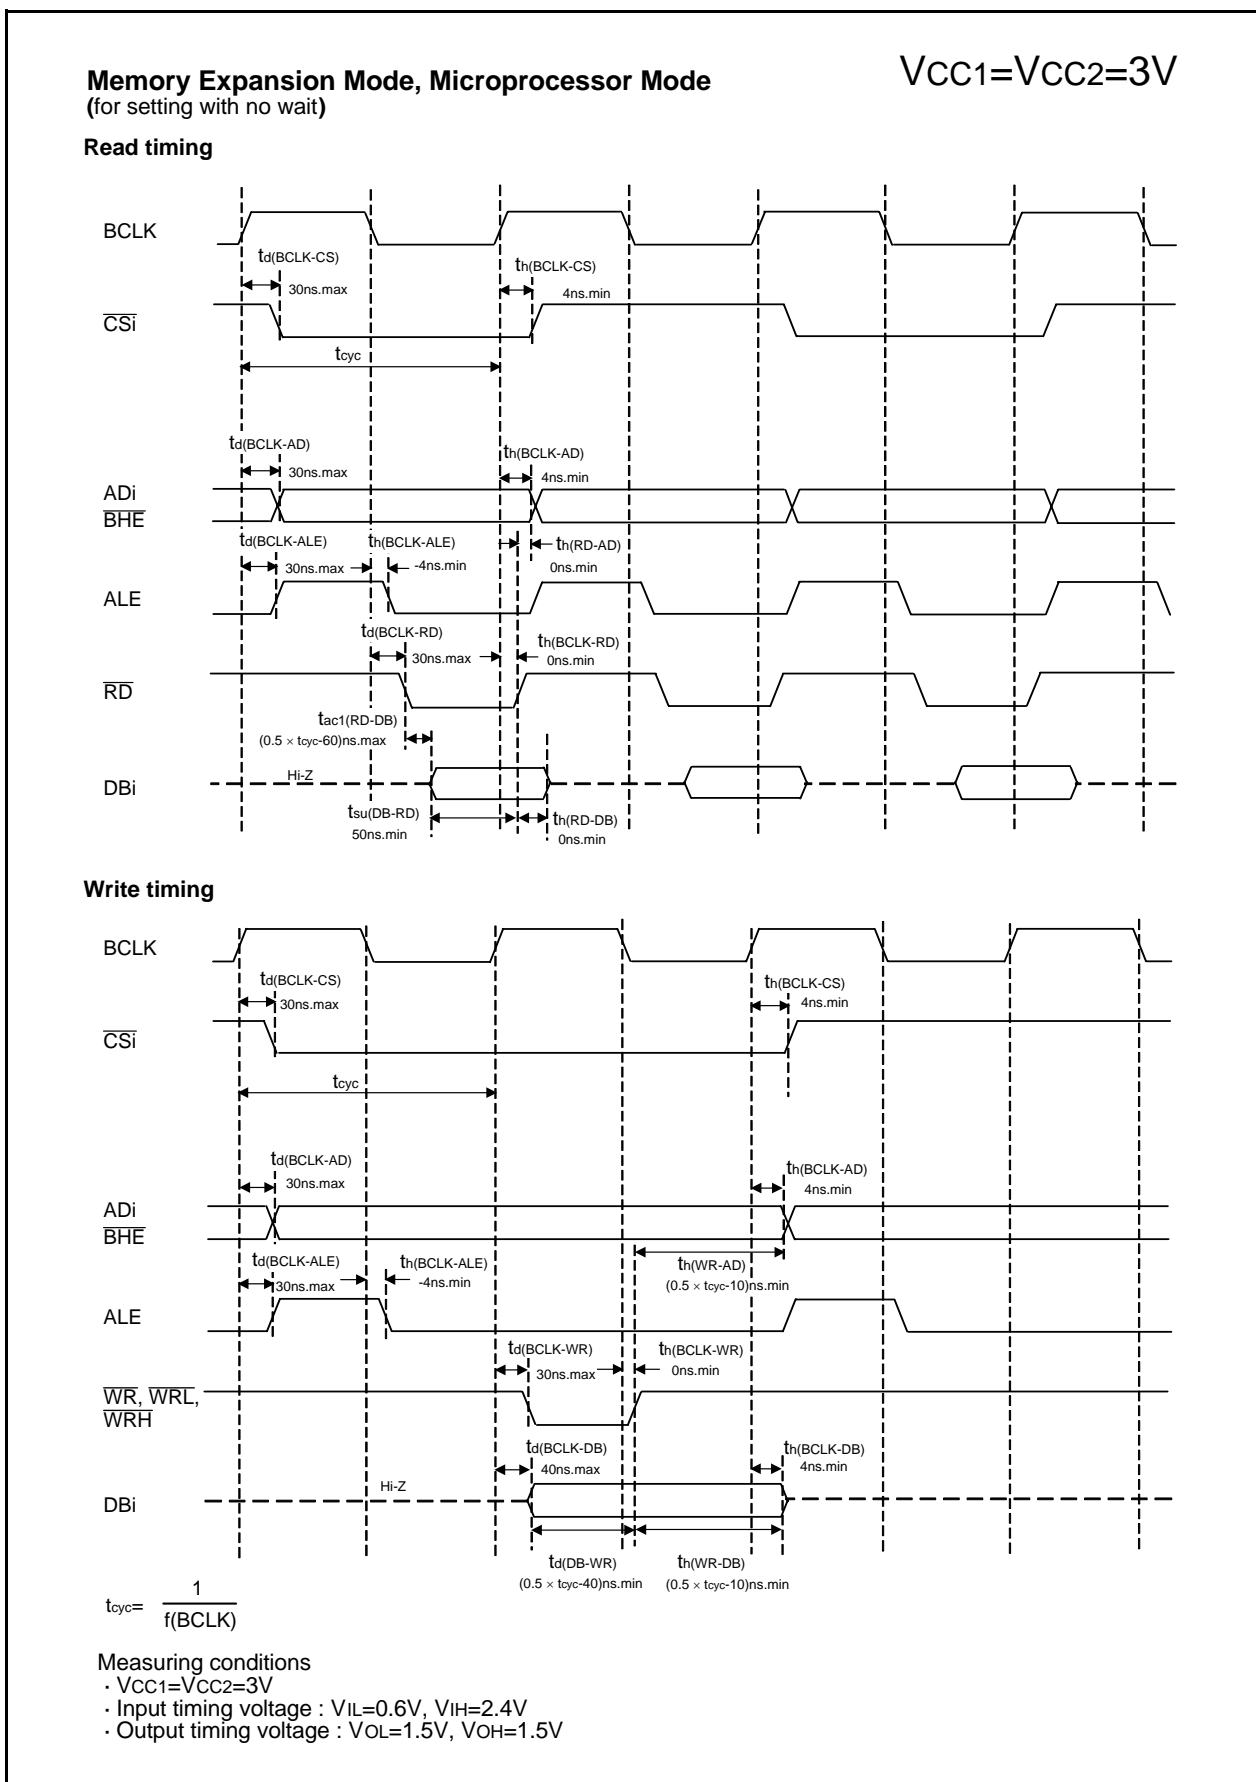 Memory Expansion Mode, Microprocessor Mode
VCC1=VCC2=3V
(for setting with no wait)
Read timing
BCLK
td(BCLK-CS)
30ns.max
th(BCLK-CS)
4ns.min
CSi
tcyc
td(BCLK-AD)
30ns.max
th(BCLK-AD)
4ns.min
ADi
BHE
td(BCLK-ALE)
30ns.max
th(BCLK-ALE)
-4ns.min
th(RD-AD)
0ns.min
ALE
td(BCLK-RD)
30ns.max
th(BCLK-RD)
0ns.min
RD
tac1(RD-DB)
(0.5 × tcyc-60)ns.max
Hi-Z
DBi
tsu(DB-RD)
50ns.min
th(RD-DB)
0ns.min
Write timing
BCLK
td(BCLK-CS)
30ns.max
th(BCLK-CS)
4ns.min
CSi
tcyc
td(BCLK-AD)
30ns.max
th(BCLK-AD)
4ns.min
ADi
BHE
td(BCLK-ALE)
30ns.max
th(BCLK-ALE)
-4ns.min
th(WR-AD)
(0.5 × tcyc-10)ns.min
ALE
td(BCLK-WR)
30ns.max
th(BCLK-WR)
0ns.min
WR, WRL,
WRH
td(BCLK-DB)
40ns.max
th(BCLK-DB)
4ns.min
Hi-Z
DBi
td(DB-WR)
(0.5 × tcyc-40)ns.min
th(WR-DB)
(0.5 × tcyc-10)ns.min
tcyc= 1
f(BCLK)
Measuring conditions
· VCC1=VCC2=3V
· Input timing voltage : VIL=0.6V, VIH=2.4V
· Output timing voltage : VOL=1.5V, VOH=1.5V